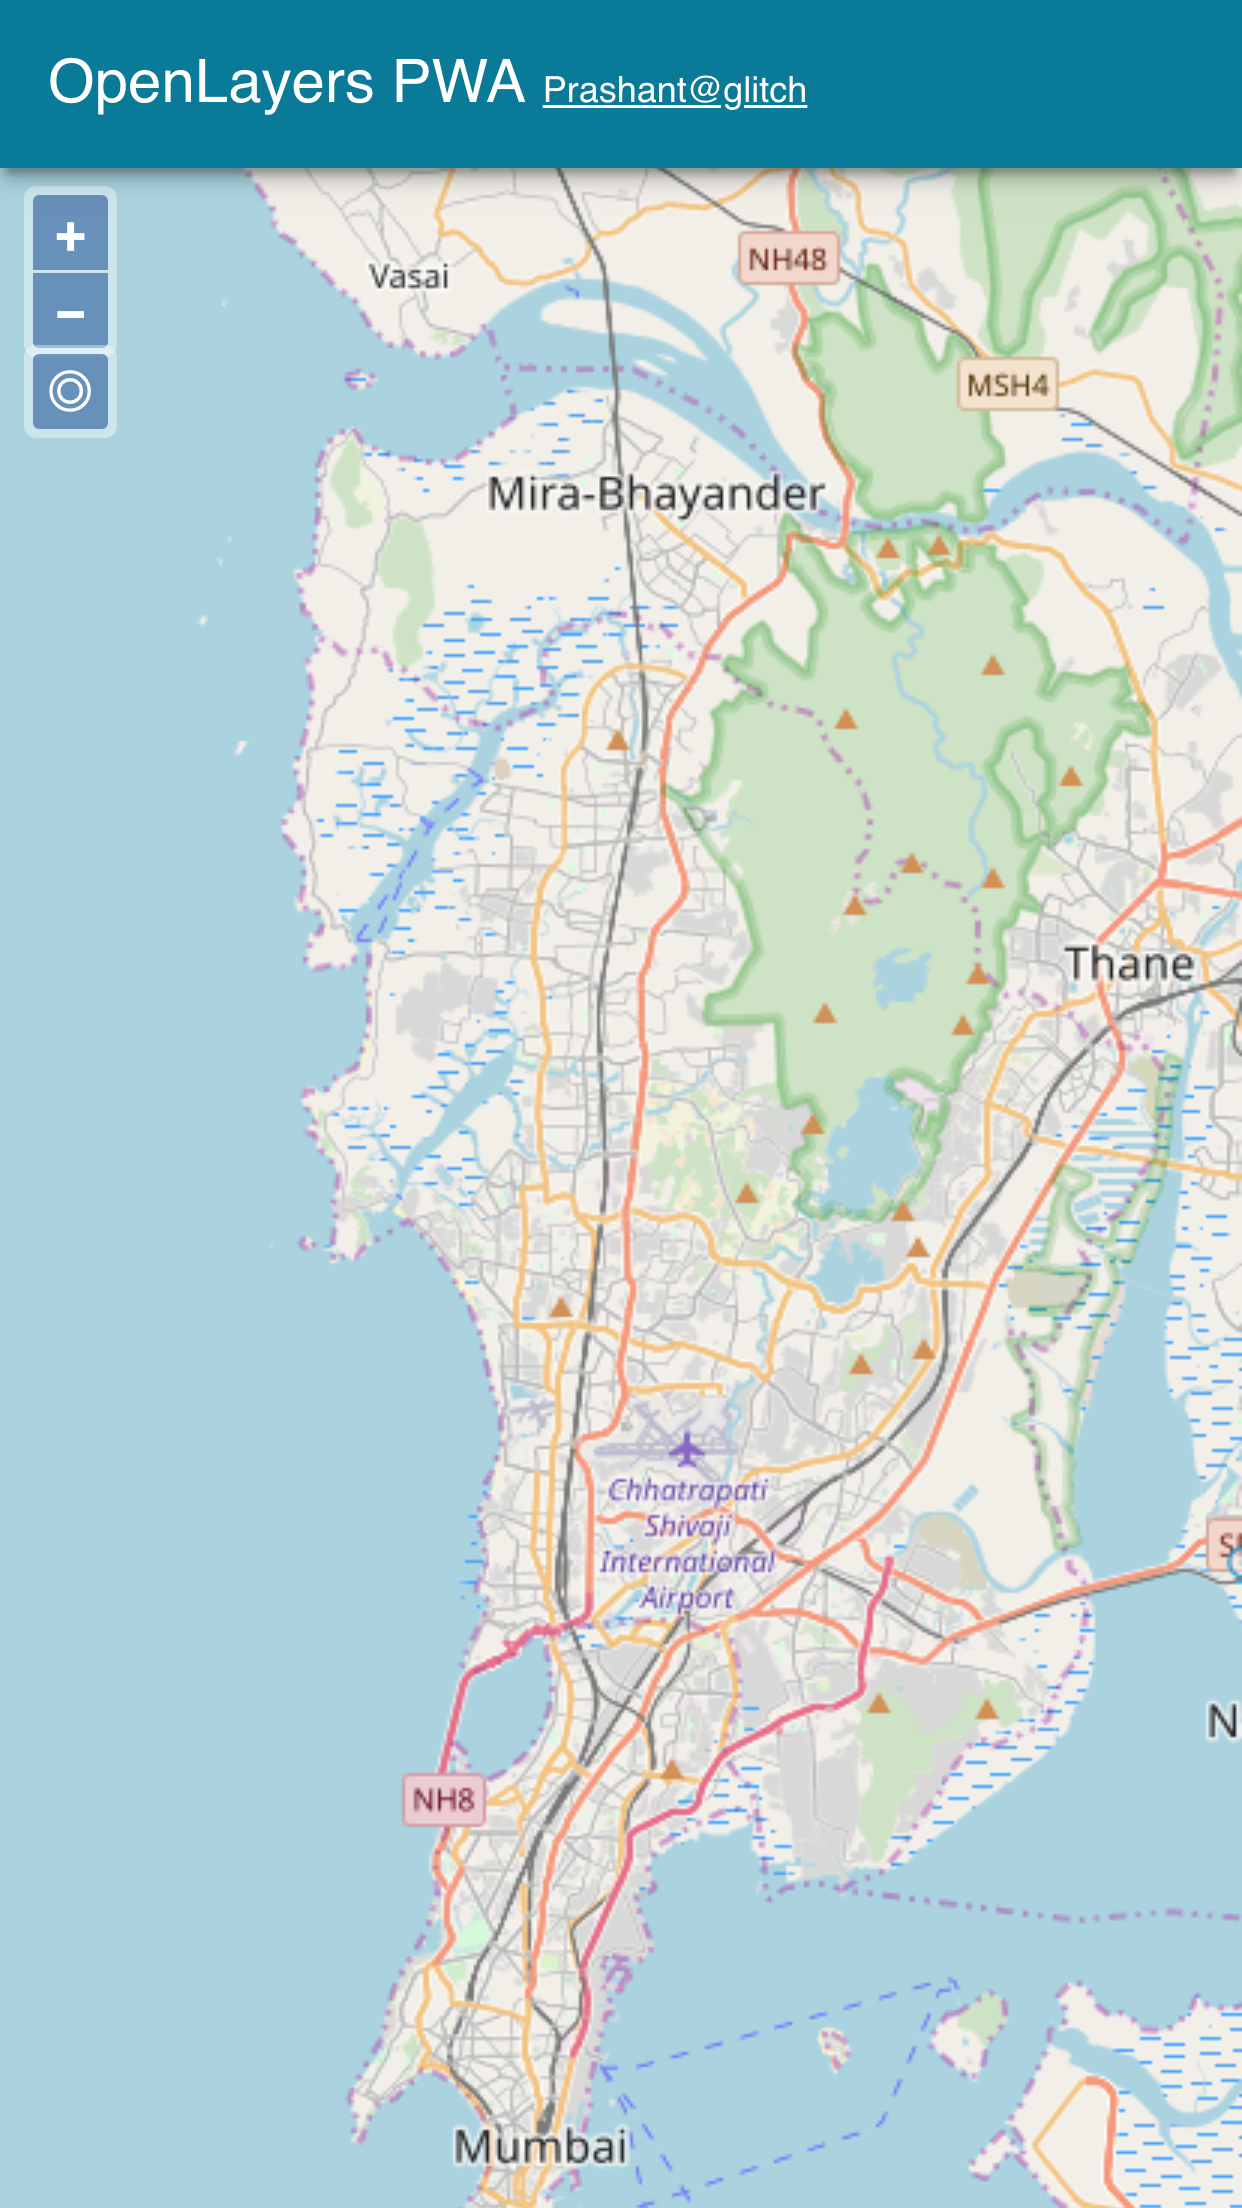 OpenLayers PWA Prashant@glitch
+
−
Vasai
NH48
MSH4
Mira-Bhayander
Thane
Chhatrapati
Shivaji
International
Airport
NH8
Mumbai